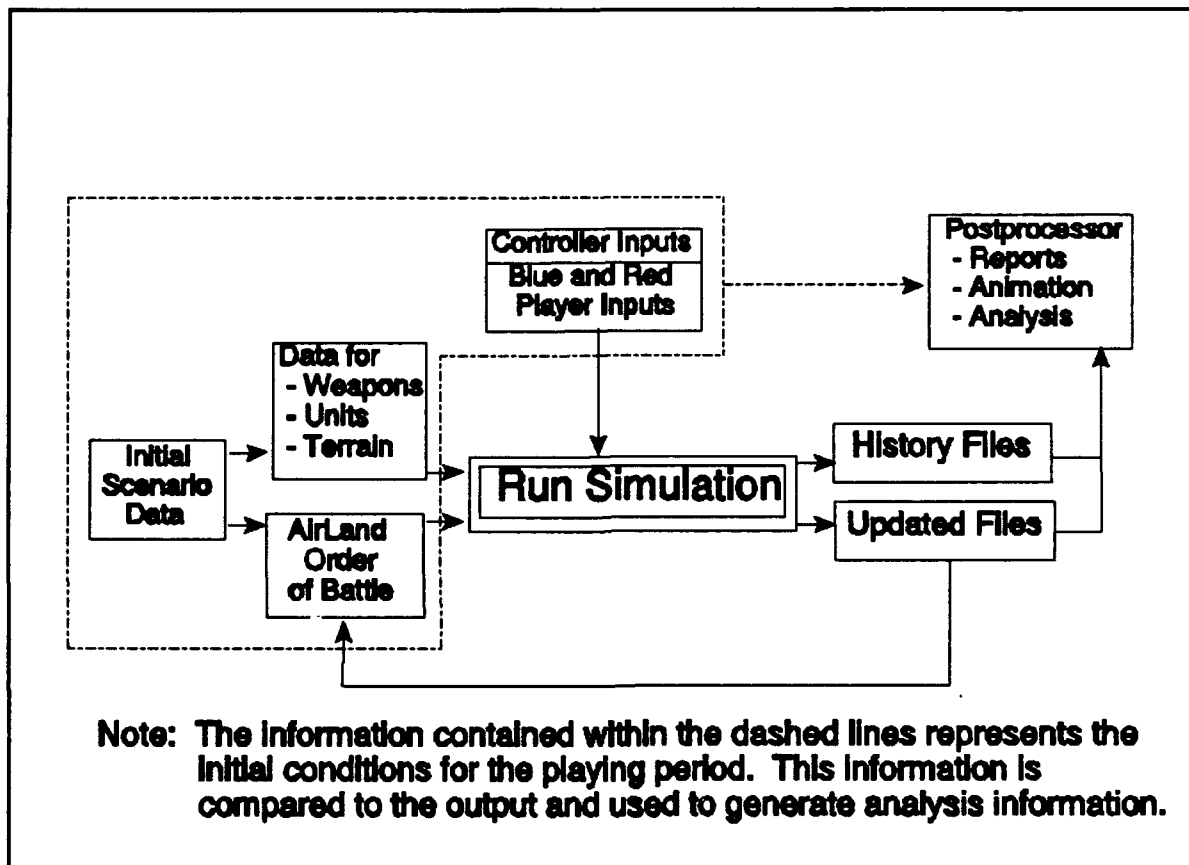 Controller Inputs
Blue and Red
Player Inputs
Postprocessor
- Reports
- Animation
- Analysis
Data for
- Weapons
- Units
- Terrain
Initial
Scenario
Data
AirLand
Order
of Battle
Run Simulation
History Files
Updated Files
Note: The information contained within the dashed lines represents the
initial conditions for the playing period. This information is
compared to the output and used to generate analysis information.